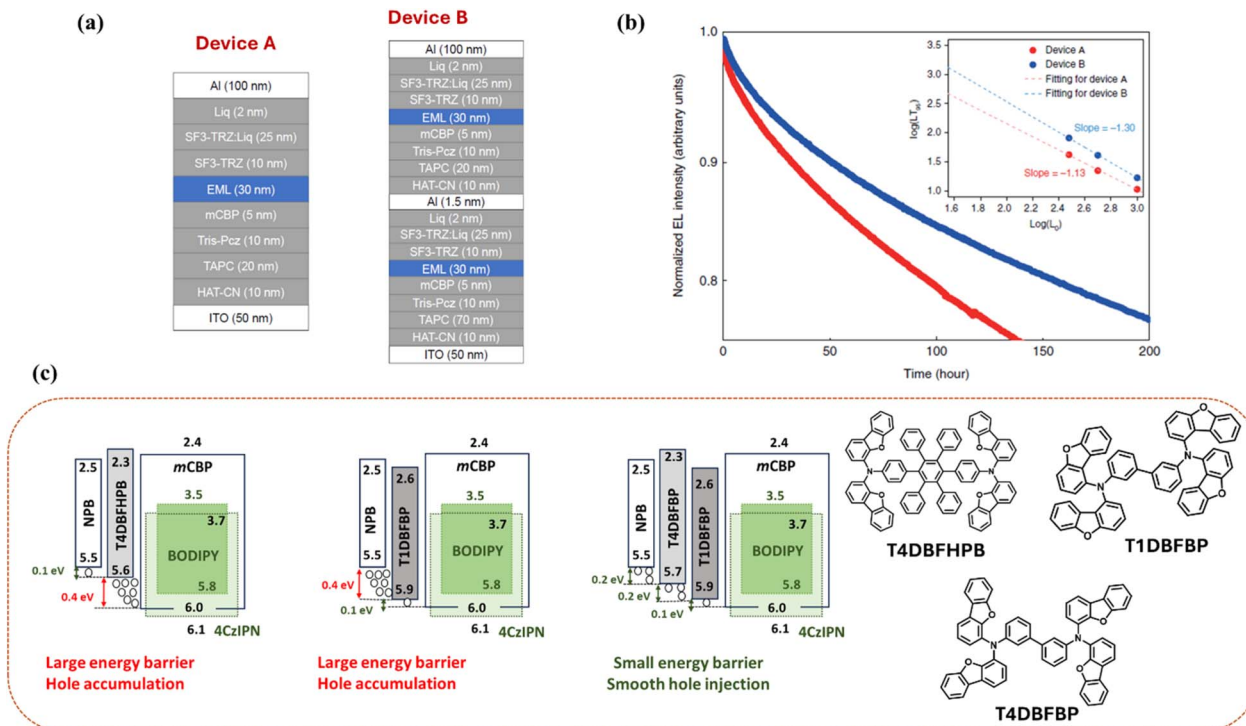 (a)
Device A
Al (100 nm)
Liq (2 nm)
SF3-TRZ:Liq (25 nm)
SF3-TRZ (10 nm)
EML (30 nm)
mCBP (5 nm)
Tris-Pcz (10 nm)
TAPC (20 nm)
HAT-CN (10 nm)
ITO (50 nm)
Device B
Al (100 nm)
Liq (2 nm)
SF3-TRZ:Liq (25 nm)
SF3-TRZ (10 nm)
EML (30 nm)
mCBP (5 nm)
Tris-Pcz (10 nm)
TAPC (20 nm)
HAT-CN (10 nm)
Al (1.5 nm)
Liq (2 nm)
SF3-TRZ:Liq (25 nm)
SF3-TRZ (10 nm)
EML (30 nm)
mCBP (5 nm)
Tris-Pcz (10 nm)
TAPC (70 nm)
HAT-CN (10 nm)
ITO (50 nm)
(b)
Normalized EL intensity (arbitrary units)
1.0
0.9
0.8
0
50
100
150
200
Time (hour)
log(LT95)
3.5
3.0
2.5
2.0
1.5
1.0
1.6
1.8
2.0
2.2
2.4
2.6
2.8
3.0
Log(L0)
Device A
Device B
Fitting for device A
Fitting for device B
Slope = −1.30
Slope = −1.13
(c)
2.5
NPB
5.5
2.3
T4DBFHPB
5.6
0.1 eV
0.4 eV
2.4
mCBP
3.5
3.7
BODIPY
5.8
6.0
6.1
4CzIPN
Large energy barrier
Hole accumulation
2.5
NPB
5.5
2.6
T1DBFBP
5.9
0.4 eV
0.1 eV
2.4
mCBP
3.5
3.7
BODIPY
5.8
6.0
6.1
4CzIPN
Large energy barrier
Hole accumulation
2.5
NPB
5.5
2.3
T4DBFBP
5.7
2.6
T1DBFBP
5.9
0.2 eV
0.2 eV
0.1 eV
2.4
mCBP
3.5
3.7
BODIPY
5.8
6.0
6.1
4CzIPN
Small energy barrier
Smooth hole injection
O
O
N
N
O
O
T4DBFHPB
O
O
N
N
O
O
T1DBFBP
O
O
N
N
O
O
T4DBFBP